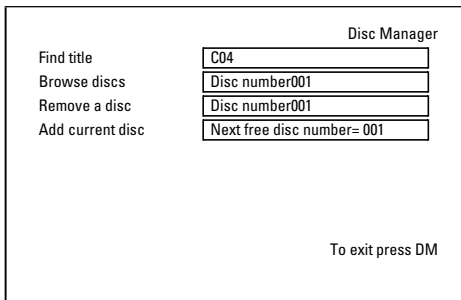 Disc Manager
Find title C04
Browse discs Disc number001
Remove a disc Disc number001
Add current disc Next free disc number= 001
To exit press DM